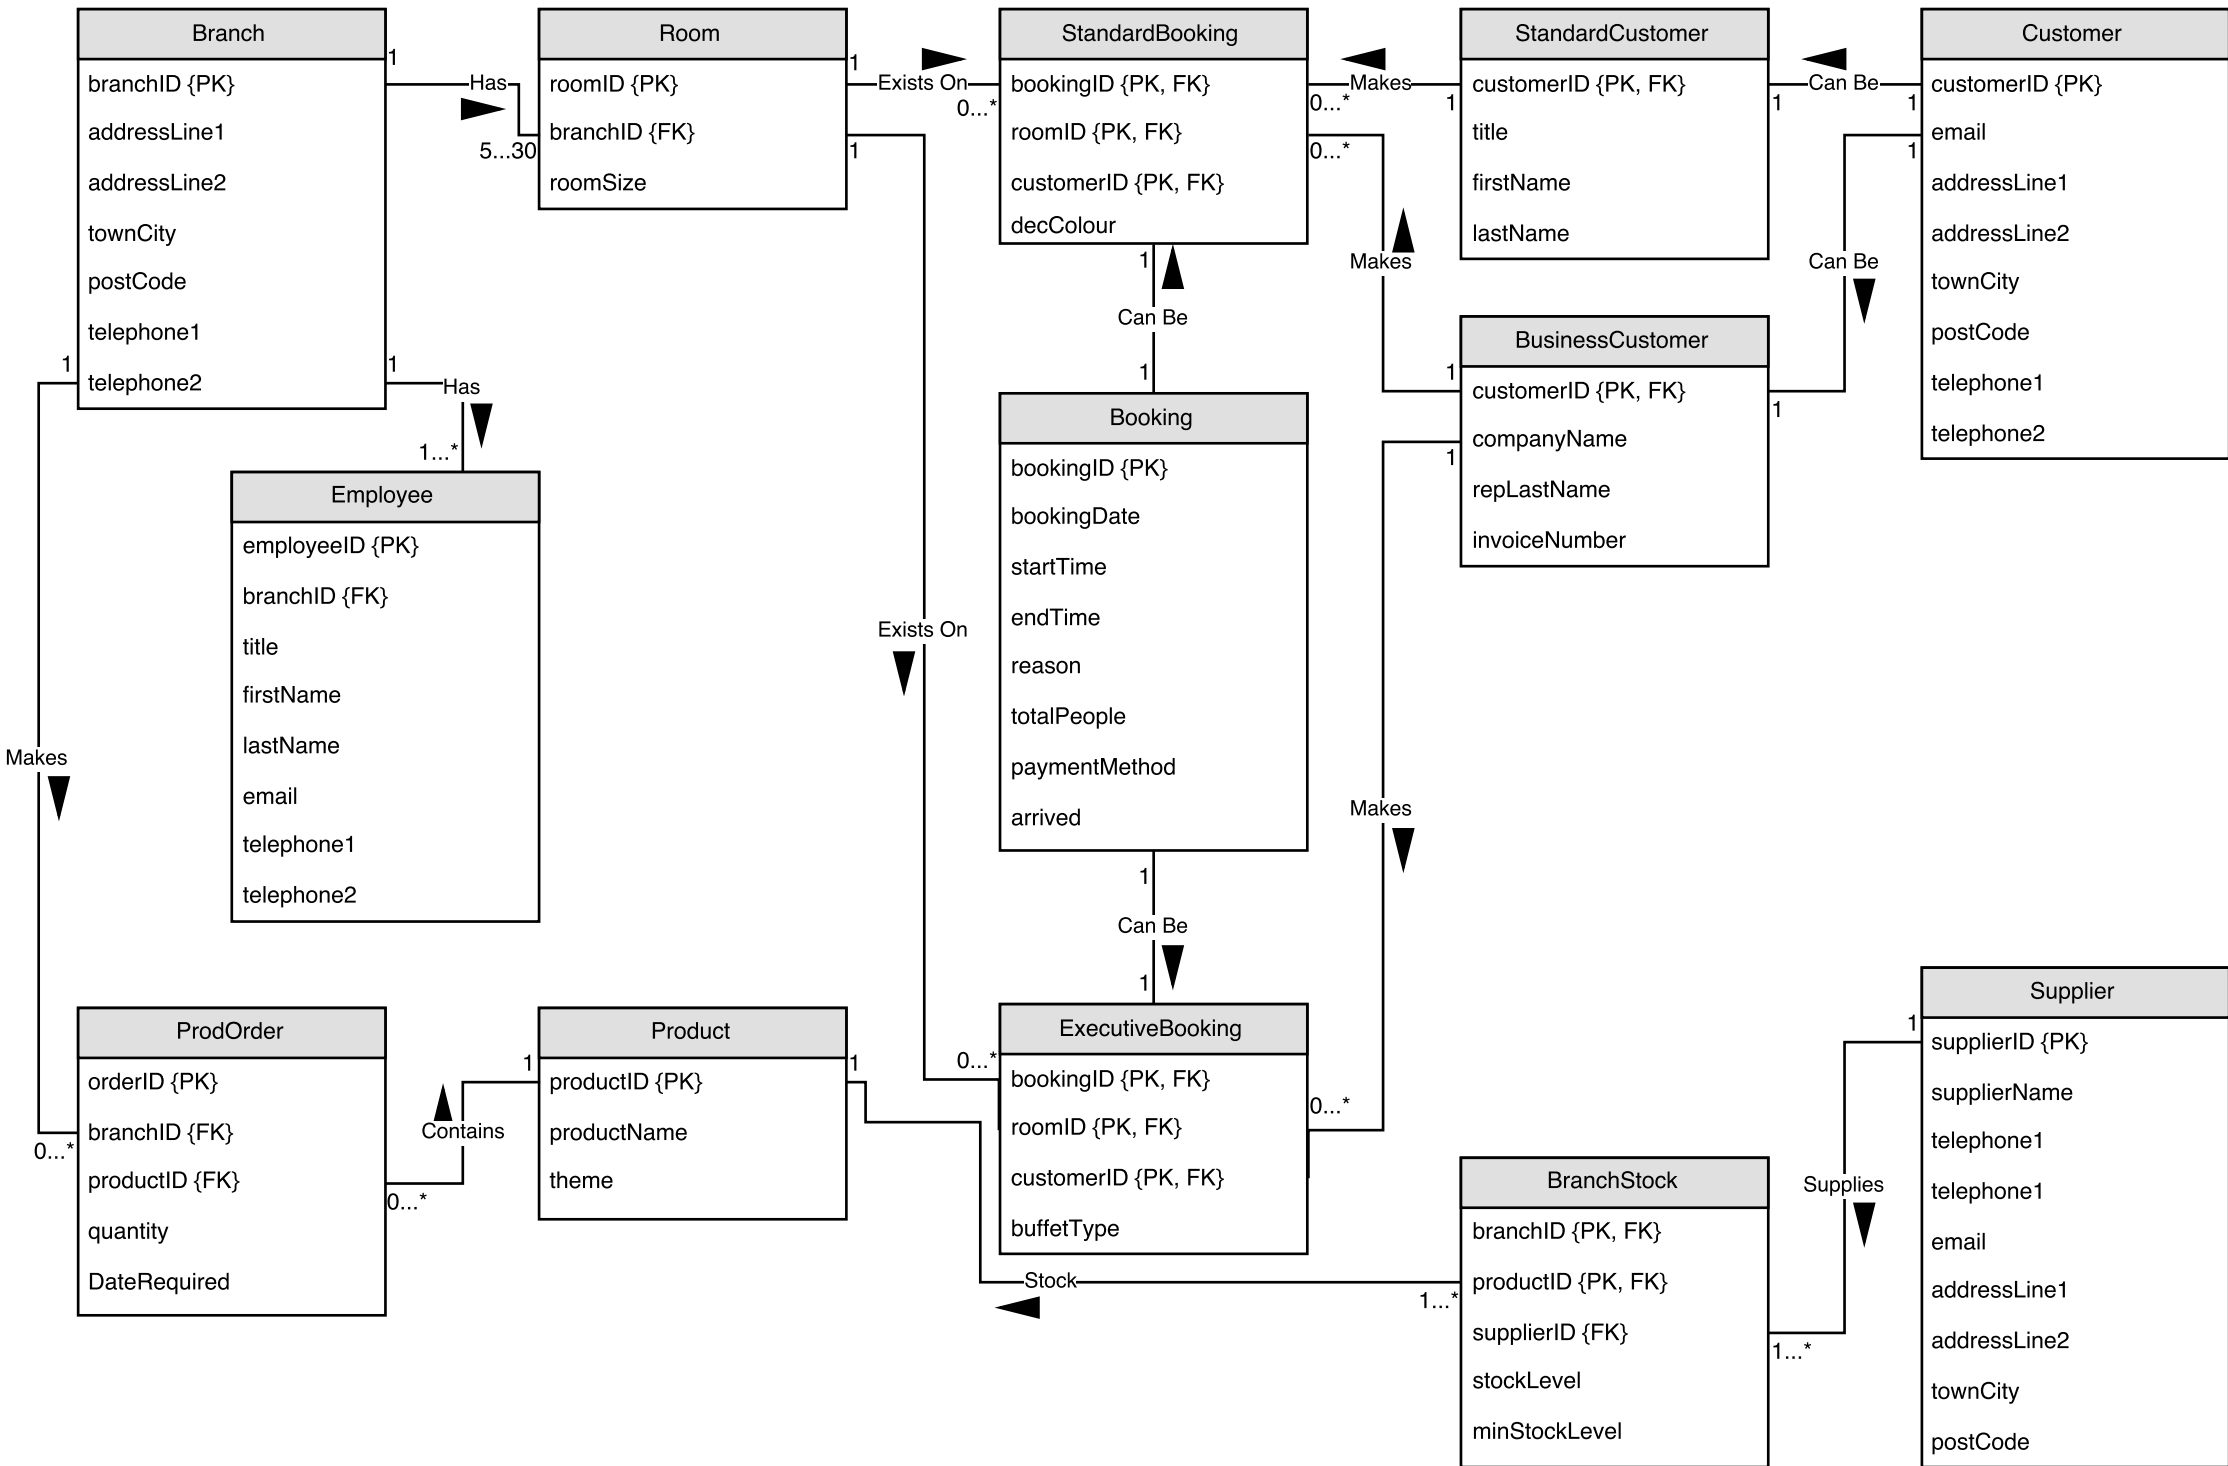 Branch
branchID {PK}
addressLine1
addressLine2
townCity
postCode
telephone1
telephone2
1
Has
5...30
1
Has
1...*
1
Makes
0...*
Room
roomID {PK}
branchID {FK}
roomSize
1
Exists On
0...*
1
Exists On
0...*
StandardBooking
bookingID {PK, FK}
roomID {PK, FK}
customerID {PK, FK}
decColour
0...*
Makes
1
0...*
Makes
1
StandardCustomer
customerID {PK, FK}
title
firstName
lastName
1
Can Be
1
Customer
customerID {PK}
email
addressLine1
addressLine2
townCity
postCode
telephone1
telephone2
1
Can Be
1
BusinessCustomer
customerID {PK, FK}
companyName
repLastName
invoiceNumber
1
Makes
0...*
1
Can Be
1
Booking
bookingID {PK}
bookingDate
startTime
endTime
reason
totalPeople
paymentMethod
arrived
1
Can Be
1
Employee
employeeID {PK}
branchID {FK}
title
firstName
lastName
email
telephone1
telephone2
ProdOrder
orderID {PK}
branchID {FK}
productID {FK}
quantity
DateRequired
0...*
Contains
1
Product
productID {PK}
productName
theme
1
Stock
1...*
ExecutiveBooking
bookingID {PK, FK}
roomID {PK, FK}
customerID {PK, FK}
buffetType
BranchStock
branchID {PK, FK}
productID {PK, FK}
supplierID {FK}
stockLevel
minStockLevel
1...*
Supplies
1
Supplier
supplierID {PK}
supplierName
telephone1
telephone1
email
addressLine1
addressLine2
townCity
postCode